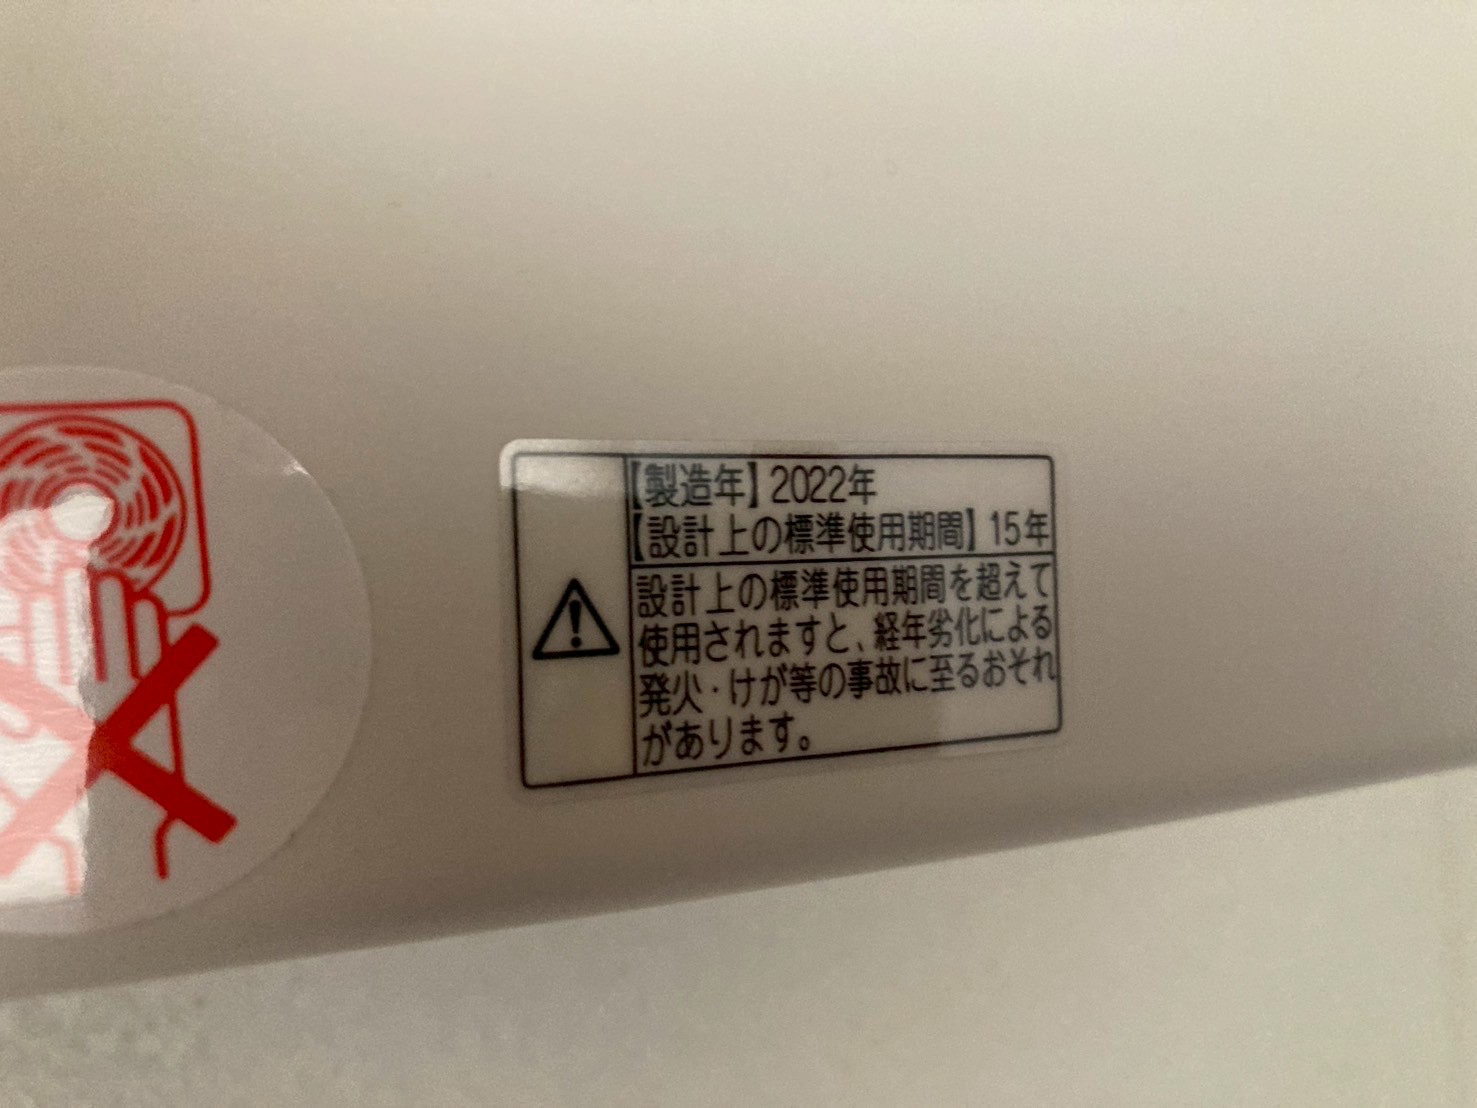 【製造年】2022年
【設計上の標準使用期間】15年
設計上の標準使用期間を超えて
使用されますと、経年劣化による
発火・けが等の事故に至るおそれ
があります。